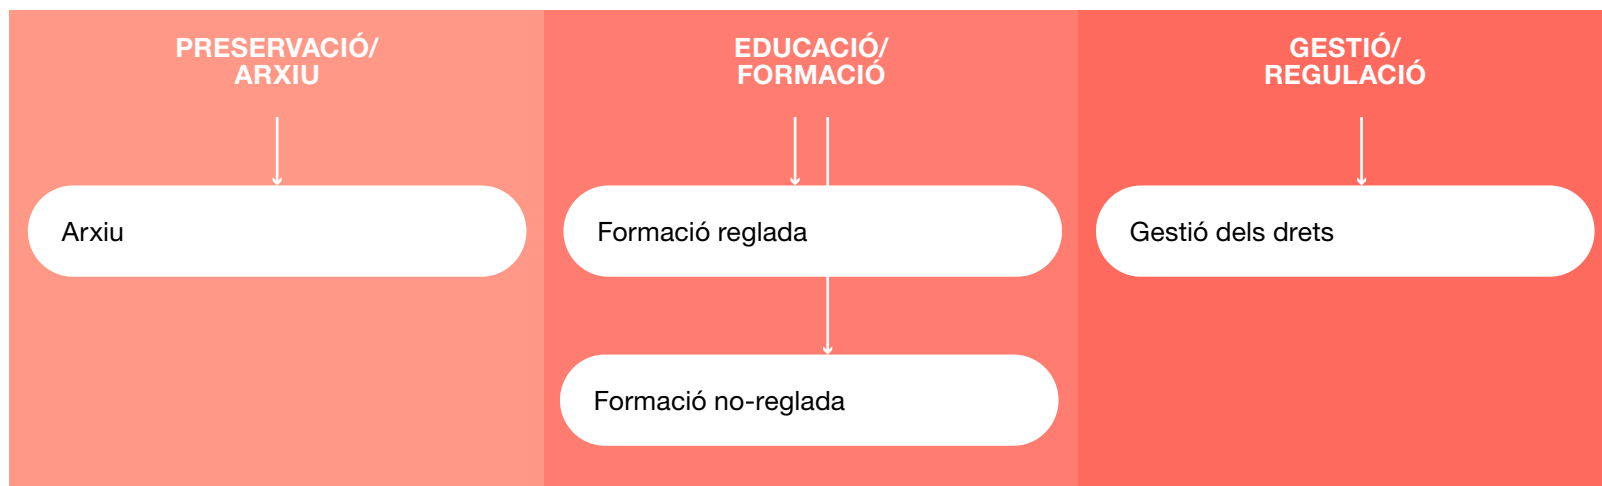 PRESERVACIÓ/
ARXIU
EDUCACIÓ/
FORMACIÓ
GESTIÓ/
REGULACIÓ
Arxiu
Formació reglada
Gestió dels drets
Formació no-reglada